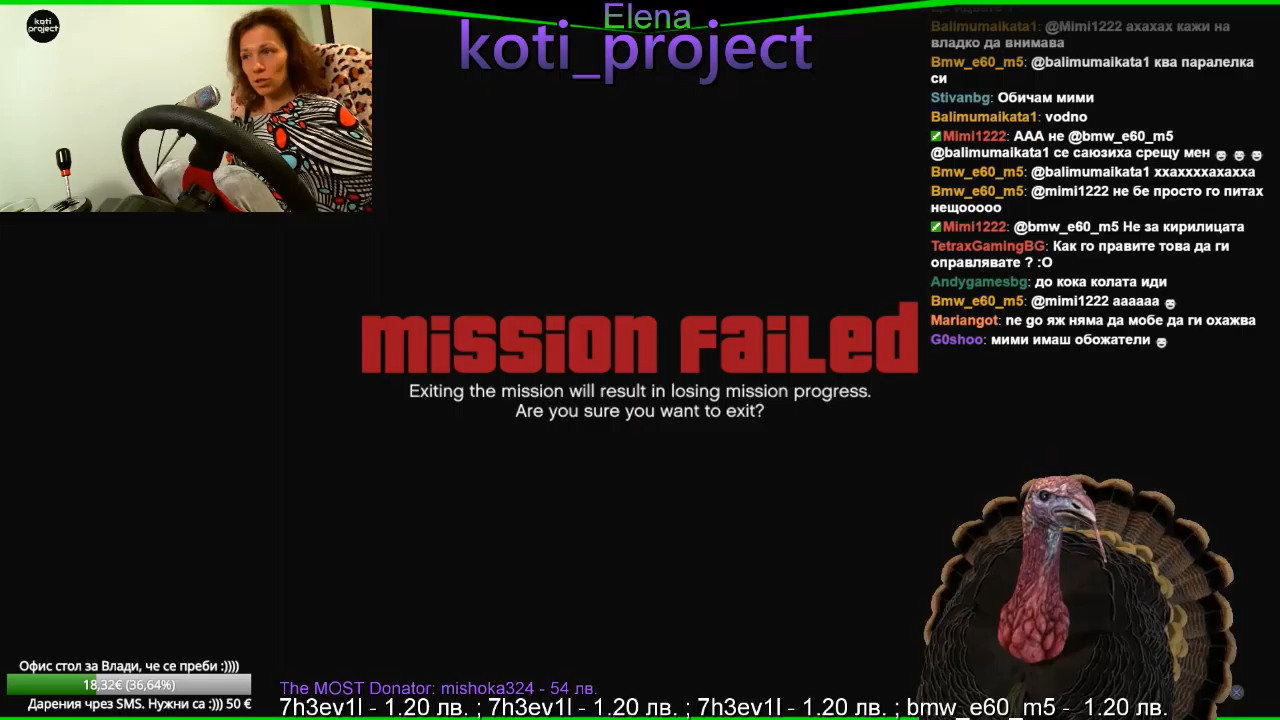 koti
project
Elena
koti_project
Balimumaikata1: @Mimi1222 ахахах кажи на
владко да внимава
Bmw_e60_m5: @balimumaikata1 ква паралелка
си
Stivanbg: Обичам мими
Balimumaikata1: vodno
Mimi1222: ААА не @bmw_e60_m5
@balimumaikata1 се саюзиха срещу мен
Bmw_e60_m5: @balimumaikata1 ххаххххахахха
Bmw_e60_m5: @mimi1222 не бе просто го питах
нещооооо
Mimi1222: @bmw_e60_m5 Не за кирилицата
TetraxGamingBG: Как го правите това да ги
оправлявате ? :O
Andygamesbg: до кока колата иди
Bmw_e60_m5: @mimi1222 аааааа
Mariangot: ne go яж няма да мобе да ги охажва
G0shoo: мими имаш обожатели
mission failed
Exiting the mission will result in losing mission progress.
Are you sure you want to exit?
Офис стол за Влади, че се преби :))))
18,32€ (36,64%)
Дарения чрез SMS. Нужни са :))) 50 €
The MOST Donator: mishoka324 - 54 лв.
7h3ev1l - 1.20 лв. ; 7h3ev1l - 1.20 лв. ; 7h3ev1l - 1.20 лв. ; bmw_e60_m5 - 1.20 лв.